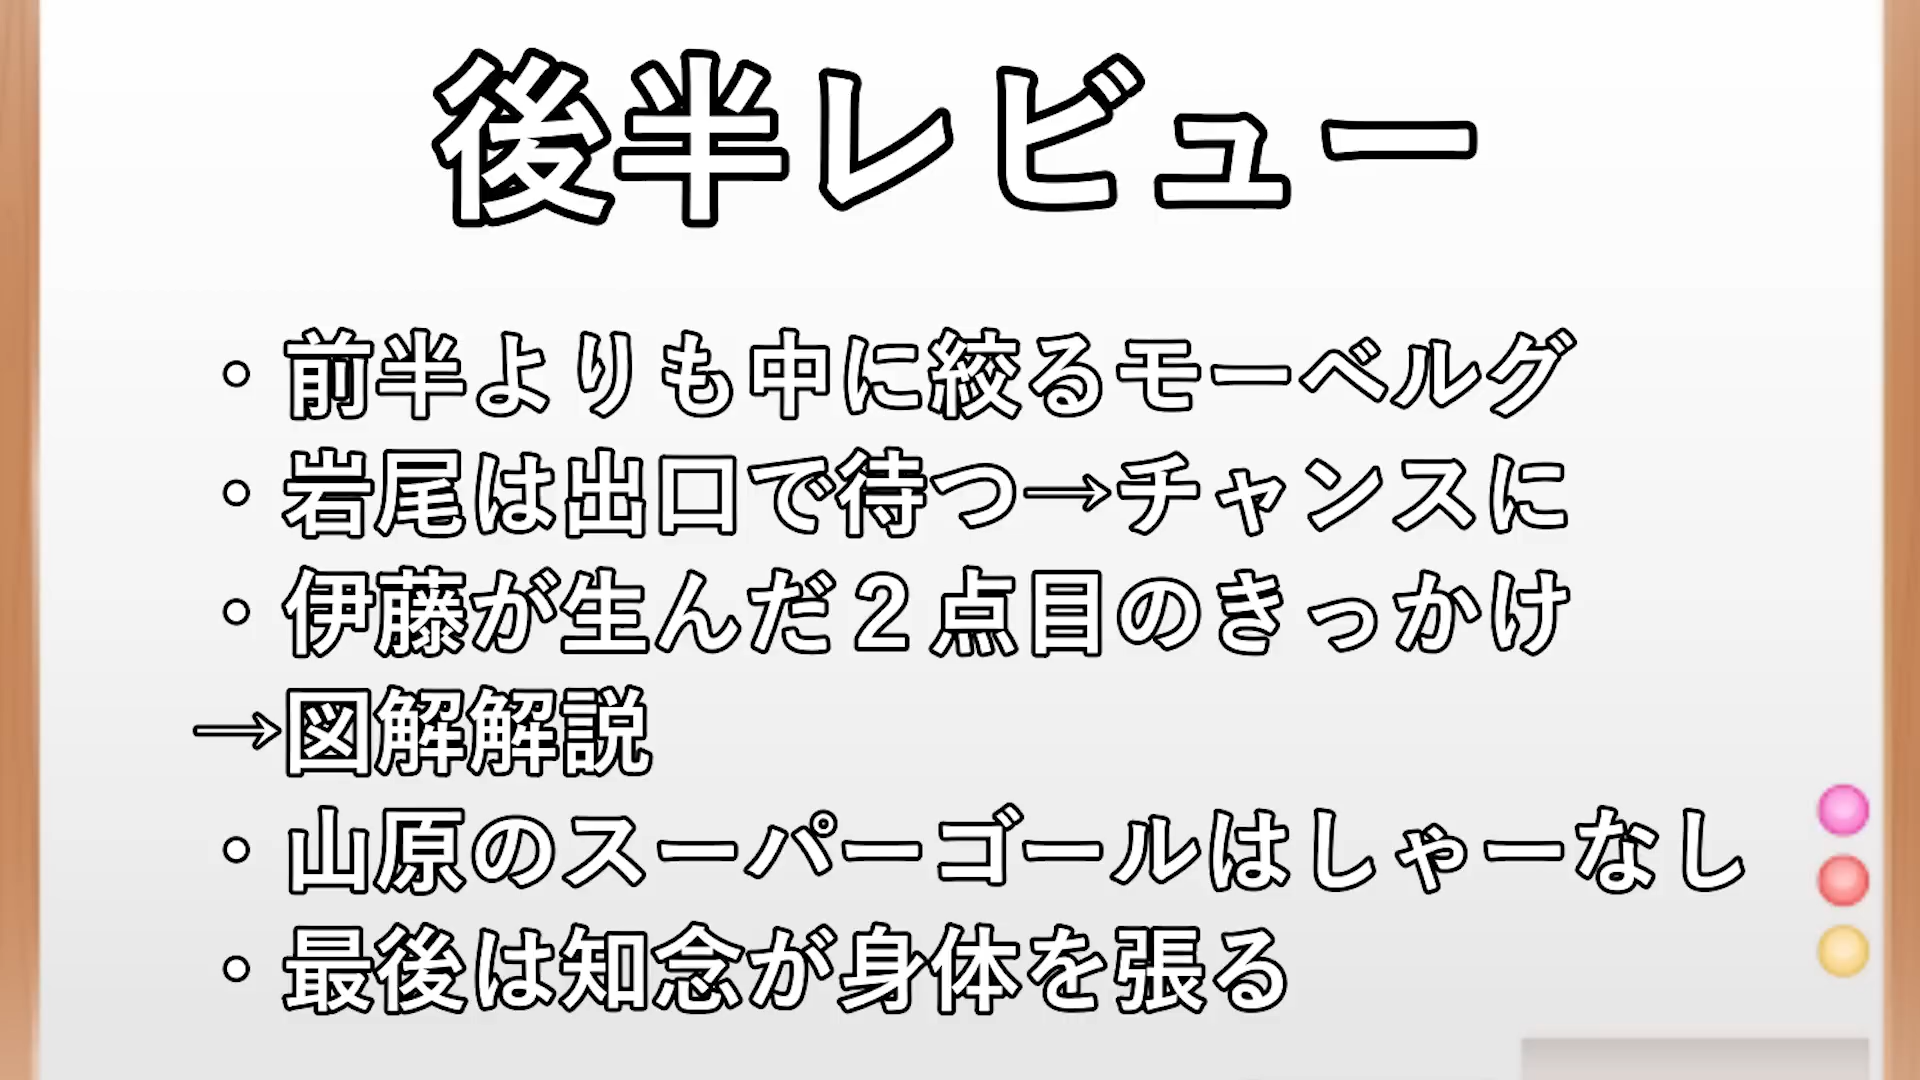 後半レビュー
・前半よりも中に絞るモーベルグ
・岩尾は出口で待つ→チャンスに
・伊藤が生んだ２点目のきっかけ
→図解解説
・山原のスーパーゴールはしゃーなし
・最後は知念が身体を張る